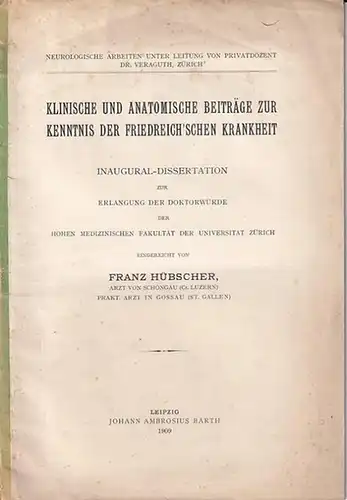 NEUROLOGISCHE ARBEITEN UNTER LEITUNG VON PRIVATDOZENT
DR. VERAGUTH, ZÜRICH
KLINISCHE UND ANATOMISCHE BEITRÄGE ZUR
KENNTNIS DER FRIEDREICH'SCHEN KRANKHEIT
INAUGURAL-DISSERTATION
ZUR
ERLANGUNG DER DOKTORWÜRDE
DER
HOHEN MEDIZINISCHEN FAKULTÄT DER UNIVERSITÄT ZÜRICH
EINGEREICHT VON
FRANZ HÜBSCHER,
ARZT VON SCHONGAU (Ct. LUZERN)
PRAKT. ARZT IN GOSSAU (ST. GALLEN)
LEIPZIG
JOHANN AMBROSIUS BARTH
1909